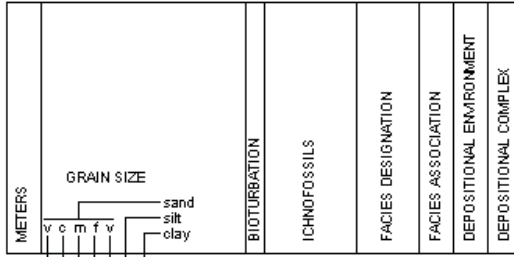 METERS
GRAIN SIZE
sand
silt
clay
v c m f v
BIOTURBATION
ICHNOFOSSILS
FACIES DESIGNATION
FACIES ASSOCIATION
DEPOSITIONAL ENVIRONMENT
DEPOSITIONAL COMPLEX